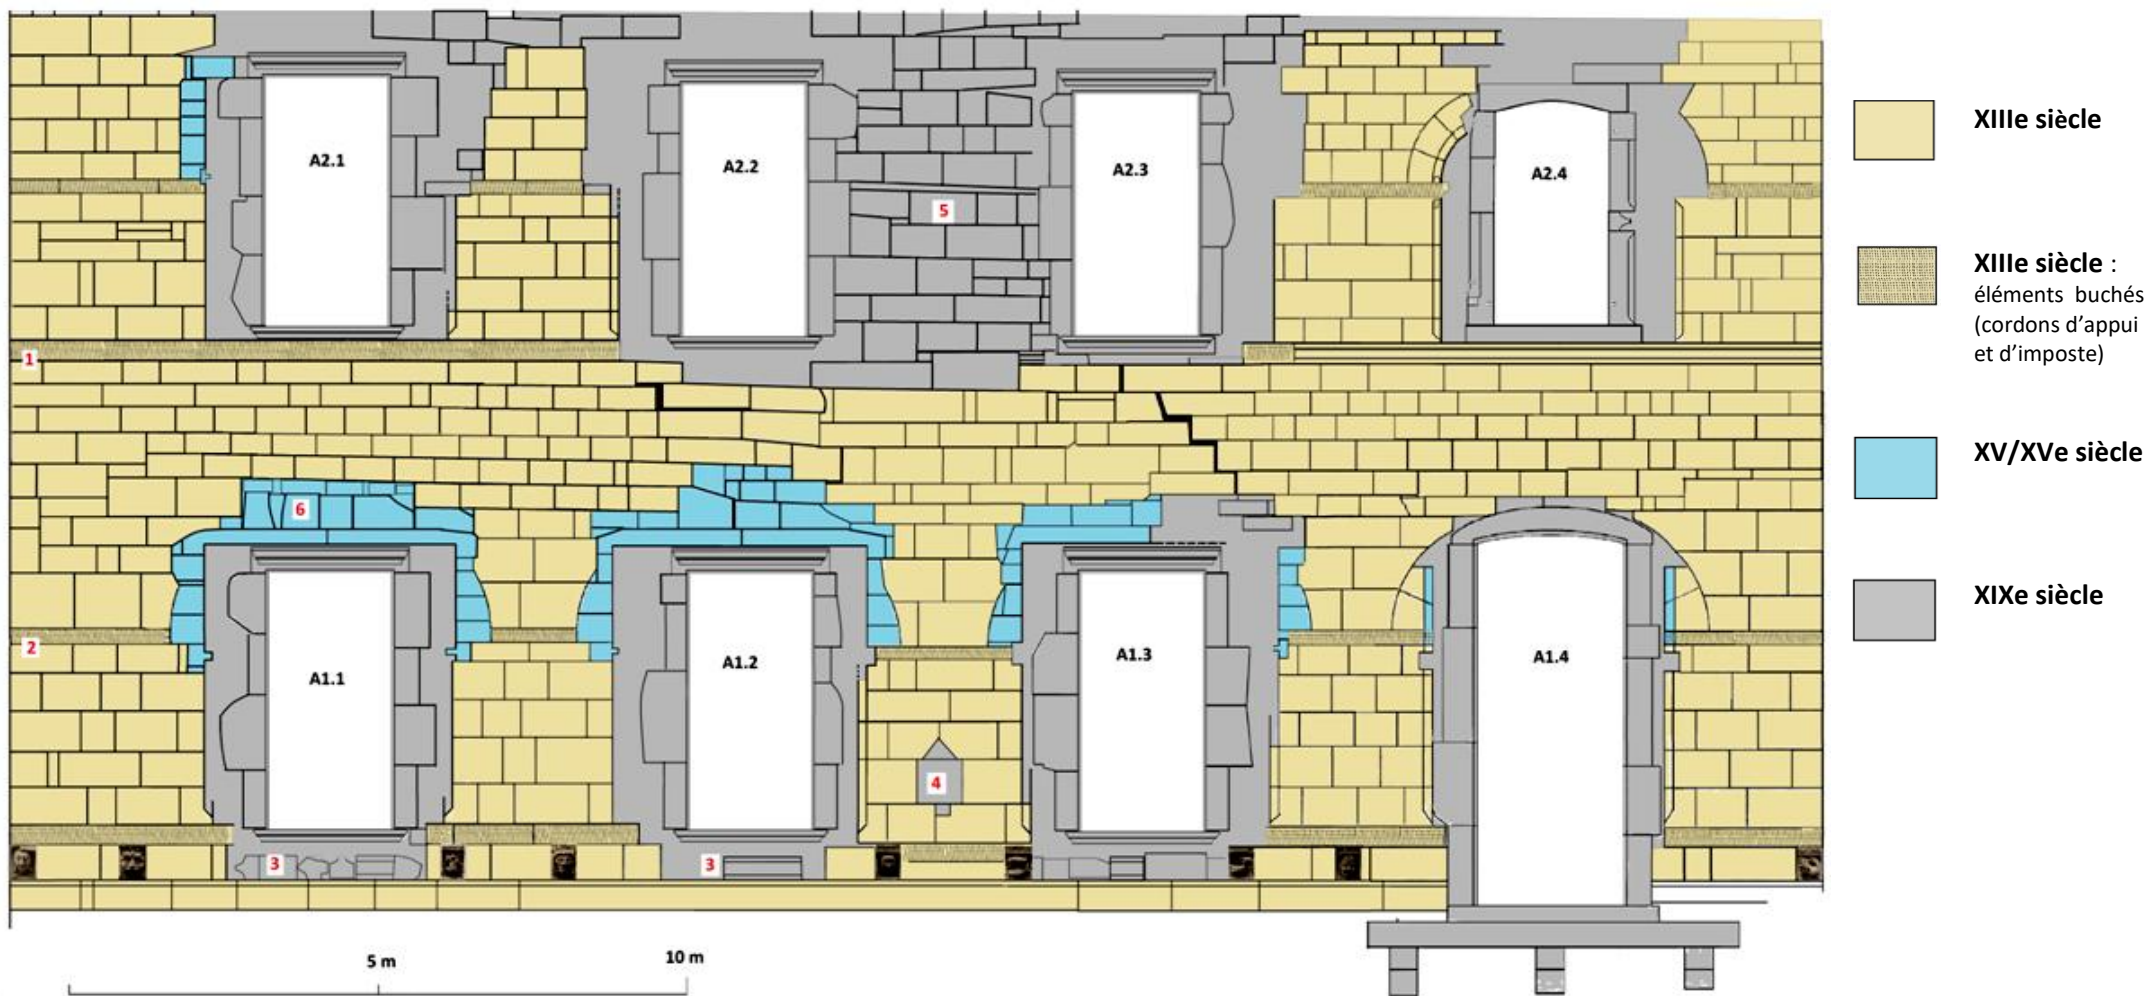 A2.1
A2.2
A2.3
A2.4
5
1
6
2
A1.1
A1.2
A1.3
A1.4
4
3
3
5 m
10 m
XIIIe siècle
XIIIe siècle :
éléments buchés
(cordons d'appui
et d'imposte)
XV/XVe siècle
XIXe siècle